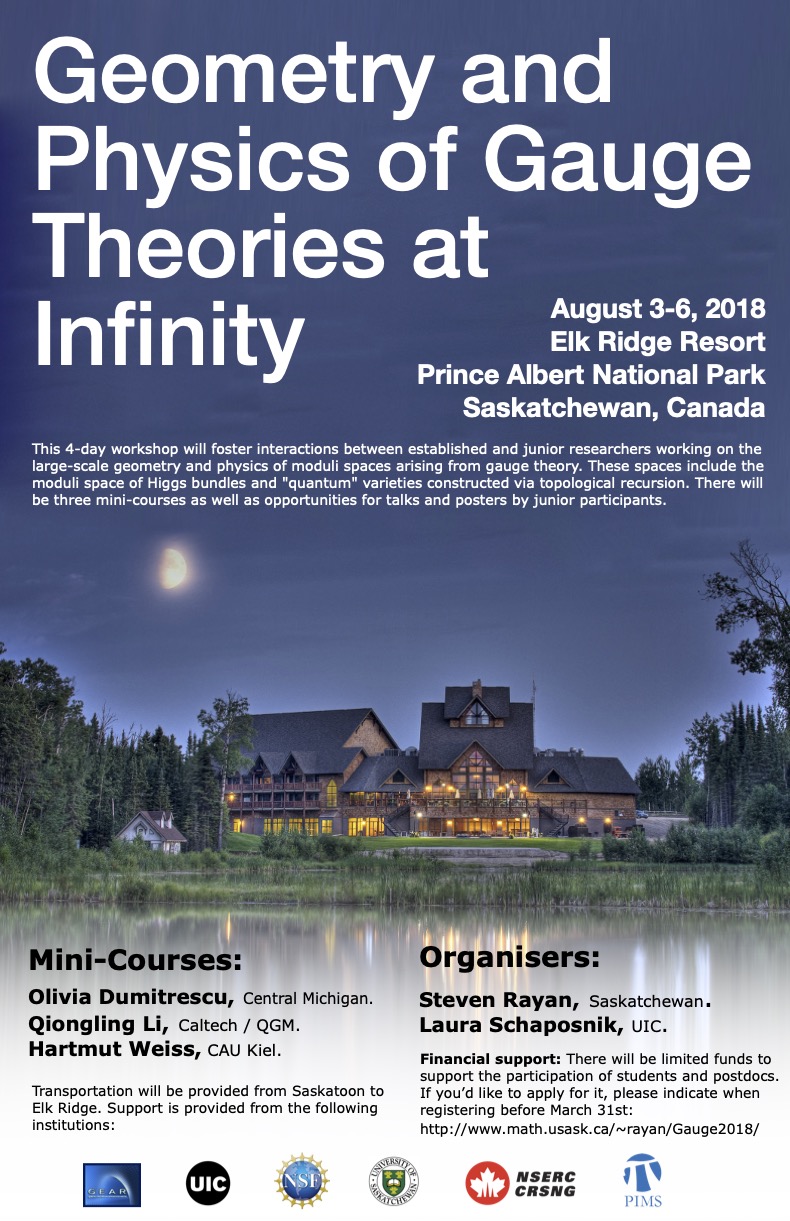 Geometry and
Physics of Gauge
Theories at
Infinity
August 3-6, 2018
Elk Ridge Resort
Prince Albert National Park
Saskatchewan, Canada
This 4-day workshop will foster interactions between established and junior researchers working on the
large-scale geometry and physics of moduli spaces arising from gauge theory. These spaces include the
moduli space of Higgs bundles and "quantum" varieties constructed via topological recursion. There will
be three mini-courses as well as opportunities for talks and posters by junior participants.
Mini-Courses:
Olivia Dumitrescu, Central Michigan.
Qiongling Li, Caltech / QGM.
Hartmut Weiss, CAU Kiel.
Transportation will be provided from Saskatoon to
Elk Ridge. Support is provided from the following
institutions:
Organisers:
Steven Rayan, Saskatchewan.
Laura Schaposnik, UIC.
Financial support: There will be limited funds to
support the participation of students and postdocs.
If you’d like to apply for it, please indicate when
registering before March 31st:
http://www.math.usask.ca/~rayan/Gauge2018/
GEAR
UIC
NSF
UNIVERSITY OF
SASKATCHEWAN
NSERC
CRSNG
PIMS